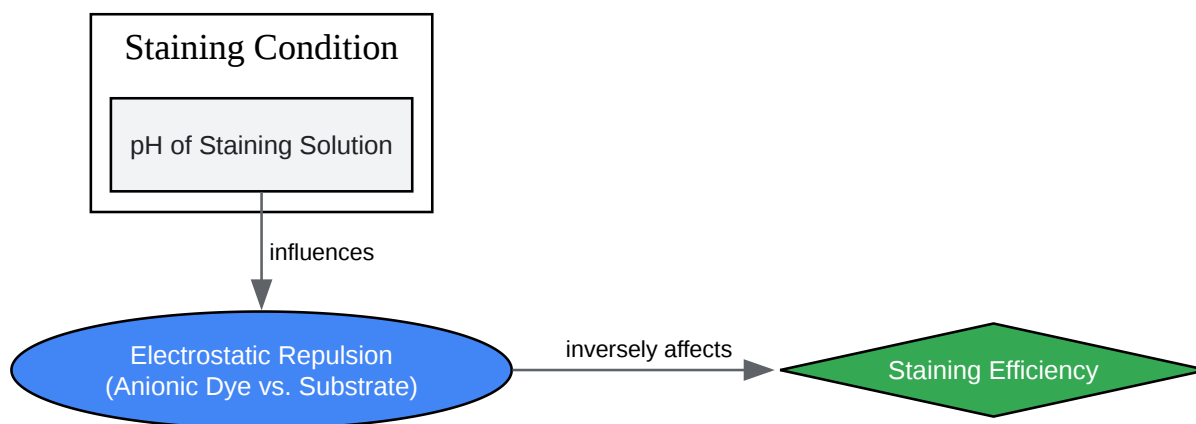 Staining Condition
pH of Staining Solution
influences
Electrostatic Repulsion
(Anionic Dye vs. Substrate)
inversely affects
Staining Efficiency